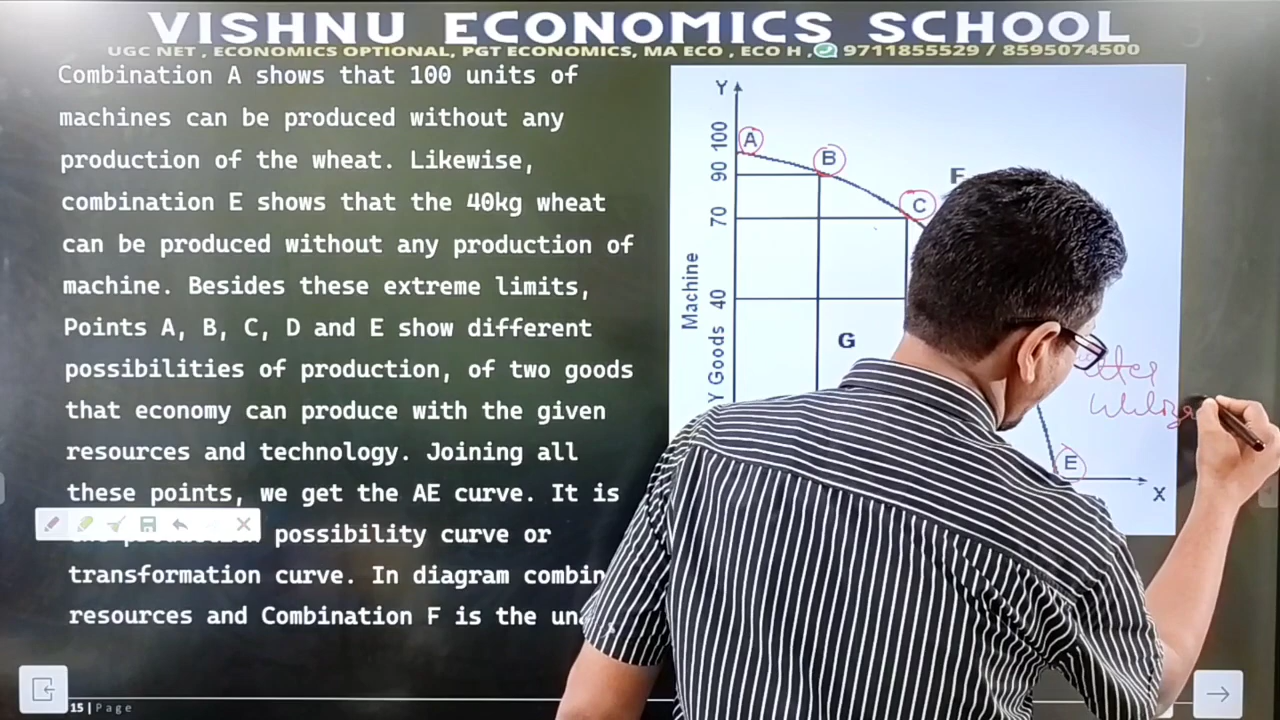 VISHNU ECONOMICS SCHOOL
UGC NET , ECONOMICS OPTIONAL, PGT ECONOMICS, MA ECO , ECO H , 9711855529 / 8595074500
Combination A shows that 100 units of
machines can be produced without any
production of the wheat. Likewise,
combination E shows that the 40kg wheat
can be produced without any production of
machine. Besides these extreme limits,
Points A, B, C, D and E show different
possibilities of production, of two goods
that economy can produce with the given
resources and technology. Joining all
these points, we get the AE curve. It is
possibility curve or
transformation curve. In diagram
resources and Combination F is the
15 | Page
Y
100
90
70
40
Machine
Y Goods
A
B
C
F
G
E
X